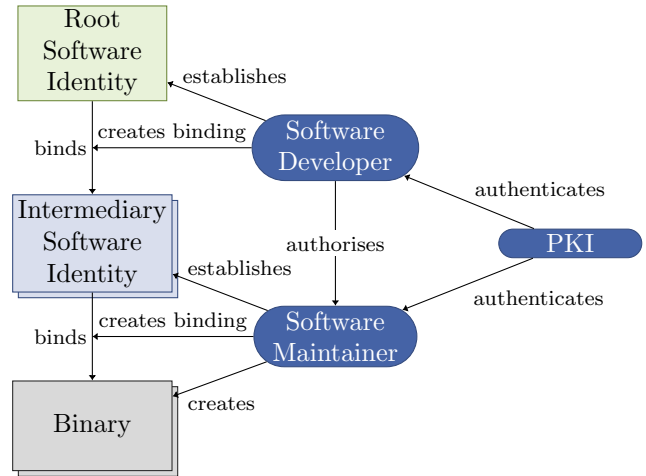 Root
Software
Identity
establishes
creates binding
Software
Developer
binds
authenticates
Intermediary
Software
Identity
authorises
PKI
establishes
authenticates
creates binding
Software
Maintainer
binds
creates
Binary